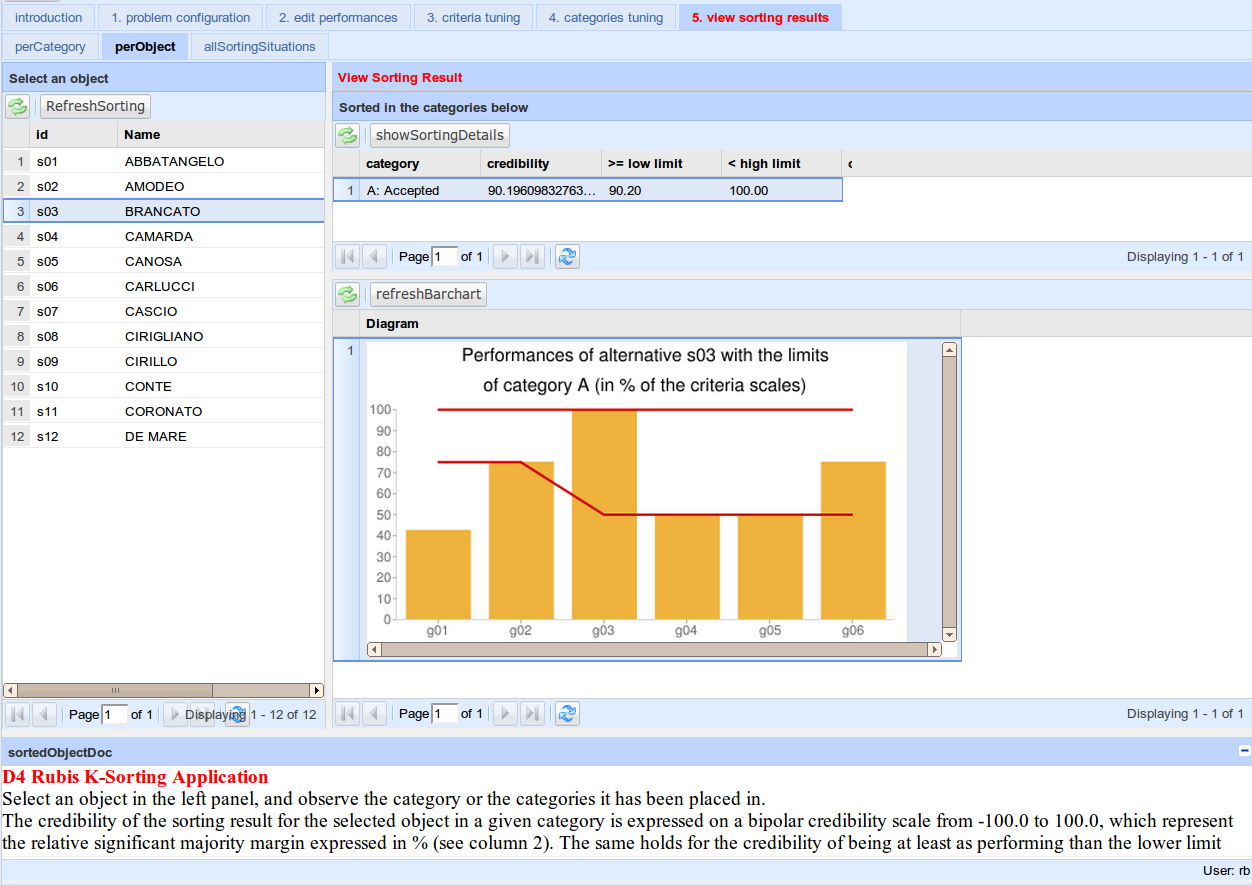 introduction 1. problem configuration 2. edit performances 3. criteria tuning 4. categories tuning 5. view sorting results
perCategory perObject allSortingSituations
Select an object
RefreshSorting
id Name
1 s01 ABBATANGELO
2 s02 AMODEO
3 s03 BRANCATO
4 s04 CAMARDA
5 s05 CANOSA
6 s06 CARLUCCI
7 s07 CASCIO
8 s08 CIRIGLIANO
9 s09 CIRILLO
10 s10 CONTE
11 s11 CORONATO
12 s12 DE MARE
Page 1 of 1 Displaying 1 - 12 of 12
View Sorting Result
Sorted in the categories below
showSortingDetails
category credibility >= low limit < high limit
1 A: Accepted 90.19609832763... 90.20 100.00
Page 1 of 1 Displaying 1 - 1 of 1
refreshBarchart
Diagram
1
Performances of alternative s03 with the limits
of category A (in % of the criteria scales)
100
90
80
70
60
50
40
30
20
10
0
g01 g02 g03 g04 g05 g06
Page 1 of 1 Displaying 1 - 1 of 1
sortedObjectDoc
D4 Rubis K-Sorting Application
Select an object in the left panel, and observe the category or the categories it has been placed in.
The credibility of the sorting result for the selected object in a given category is expressed on a bipolar credibility scale from -100.0 to 100.0, which represent
the relative significant majority margin expressed in % (see column 2). The same holds for the credibility of being at least as performing than the lower limit
User: rb